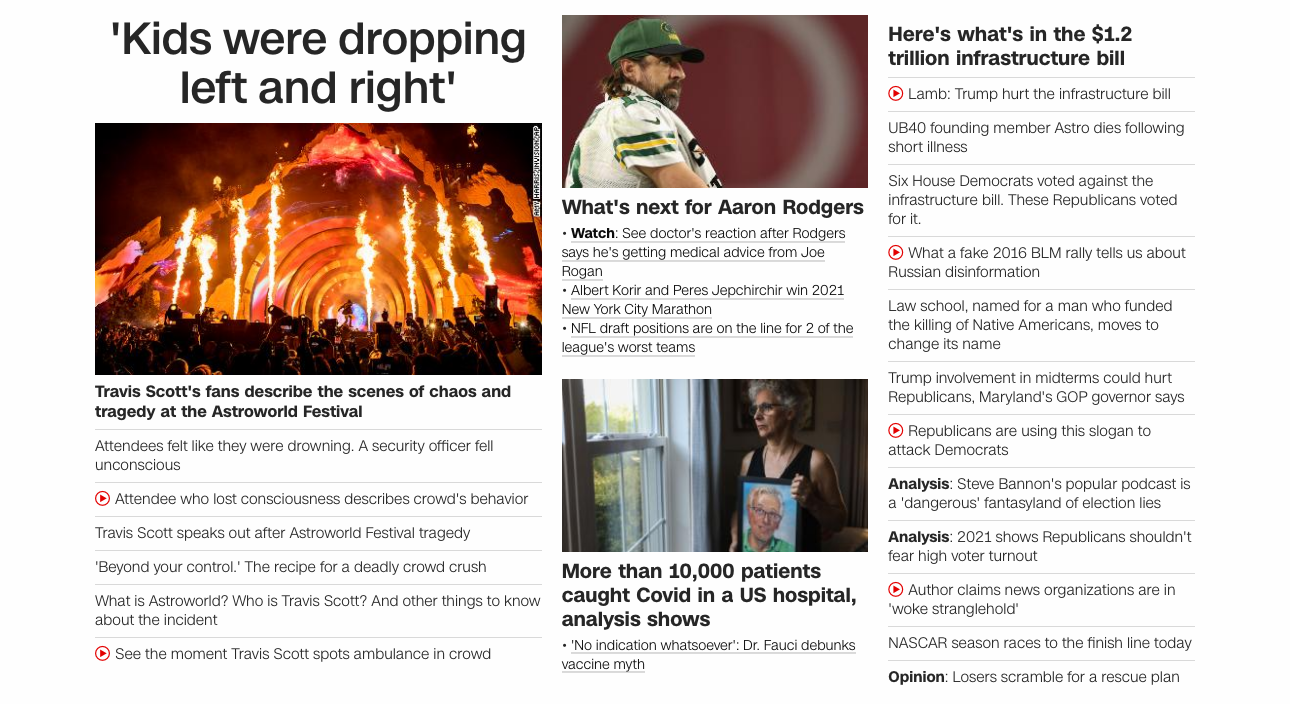 'Kids were dropping
left and right'
AMY HARRIS/INVISION/AP
Travis Scott's fans describe the scenes of chaos and
tragedy at the Astroworld Festival
Attendees felt like they were drowning. A security officer fell
unconscious
Attendee who lost consciousness describes crowd's behavior
Travis Scott speaks out after Astroworld Festival tragedy
'Beyond your control.' The recipe for a deadly crowd crush
What is Astroworld? Who is Travis Scott? And other things to know
about the incident
See the moment Travis Scott spots ambulance in crowd
What's next for Aaron Rodgers
• Watch: See doctor's reaction after Rodgers
says he's getting medical advice from Joe
Rogan
• Albert Korir and Peres Jepchirchir win 2021
New York City Marathon
• NFL draft positions are on the line for 2 of the
league's worst teams
More than 10,000 patients
caught Covid in a US hospital,
analysis shows
• 'No indication whatsoever': Dr. Fauci debunks
vaccine myth
Here's what's in the $1.2
trillion infrastructure bill
Lamb: Trump hurt the infrastructure bill
UB40 founding member Astro dies following
short illness
Six House Democrats voted against the
infrastructure bill. These Republicans voted
for it.
What a fake 2016 BLM rally tells us about
Russian disinformation
Law school, named for a man who funded
the killing of Native Americans, moves to
change its name
Trump involvement in midterms could hurt
Republicans, Maryland's GOP governor says
Republicans are using this slogan to
attack Democrats
Analysis: Steve Bannon's popular podcast is
a 'dangerous' fantasyland of election lies
Analysis: 2021 shows Republicans shouldn't
fear high voter turnout
Author claims news organizations are in
'woke stranglehold'
NASCAR season races to the finish line today
Opinion: Losers scramble for a rescue plan